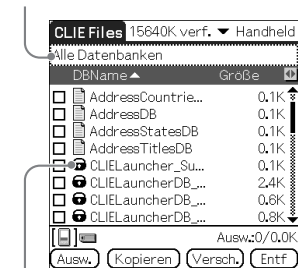 CLIE Files 15640K verf. ▼ Handheld
Alle Datenbanken
DBName▲ Größe
AddressCountrie... 0.1K
AddressDB 0.1K
AddressStatesDB 0.1K
AddressTitlesDB 0.1K
CLIELauncher_Su... 0.1K
CLIELauncherDB_... 2.4K
CLIELauncherDB_... 0.6K
CLIELauncherDB_... 0.8K
Ausw.:0/0.0K
Ausw. Kopieren Versch. Entf